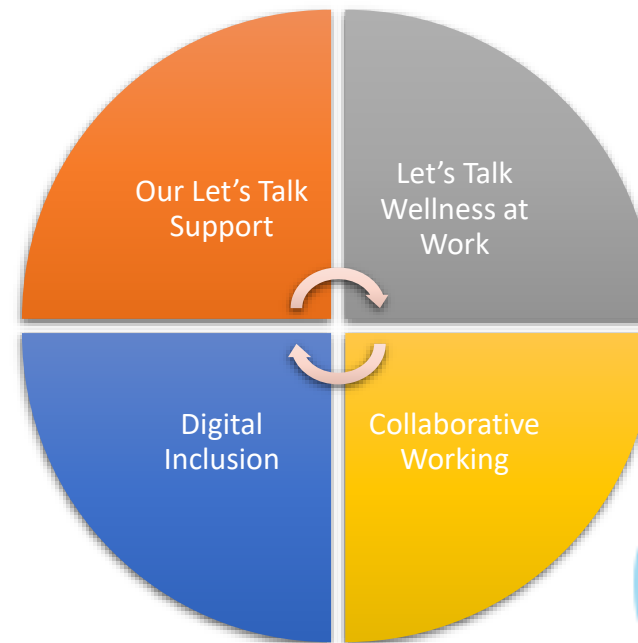 Our Let’s Talk
Support
Let’s Talk
Wellness at
Work
Digital
Inclusion
Collaborative
Working